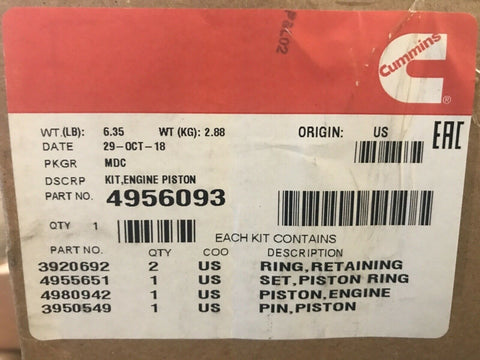 Cummins
®
WT.(LB): 6.35 WT (KG): 2.88 ORIGIN: US
DATE 29-OCT-18
EAC
PKGR MDC
DSCRP KIT,ENGINE PISTON
PART NO. 4956093
QTY 1
EACH KIT CONTAINS
PART NO. QTY COO DESCRIPTION
3920692 2 US RING,RETAINING
4955651 1 US SET,PISTON RING
4980942 1 US PISTON,ENGINE
3950549 1 US PIN,PISTON